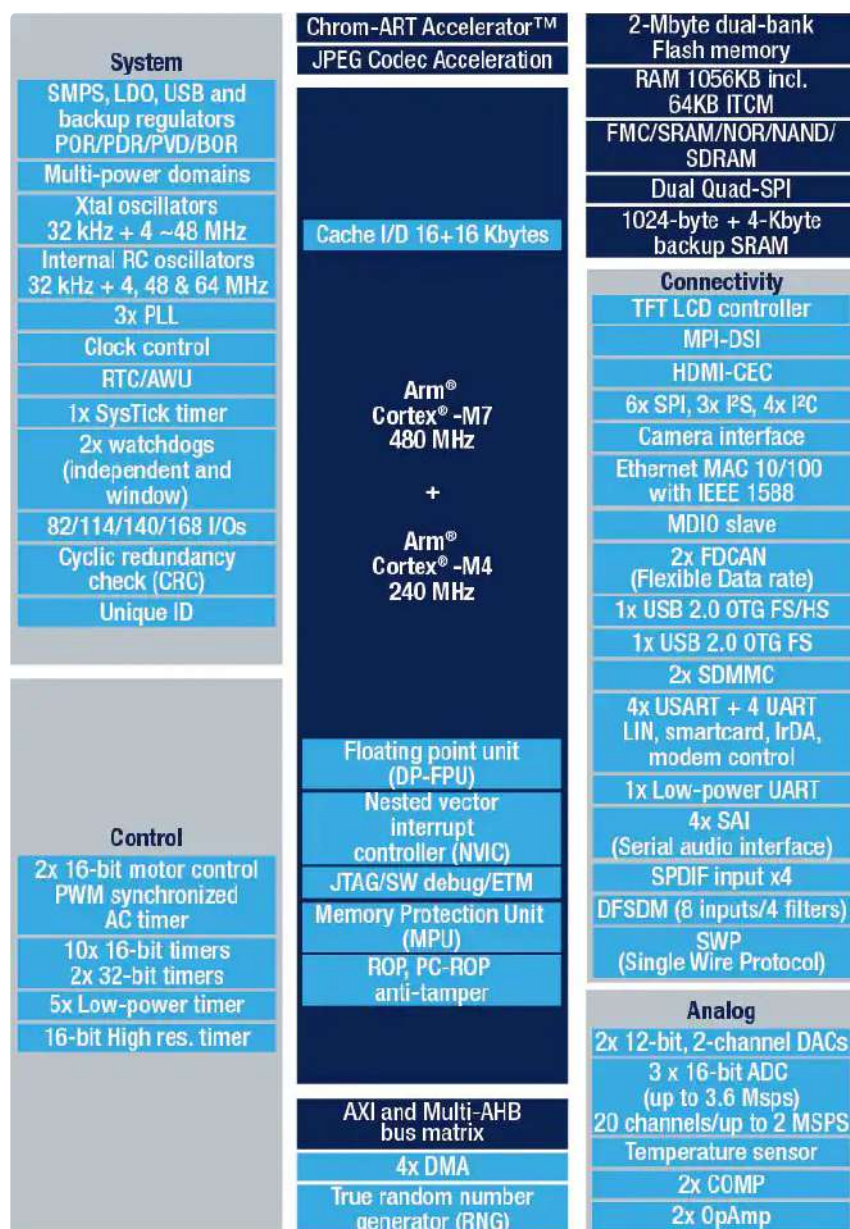 System
SMPS, LDO, USB and
backup regulators
POR/PDR/PVD/BOR
Multi-power domains
Xtal oscillators
32 kHz + 4 ~48 MHz
Internal RC oscillators
32 kHz + 4, 48 & 64 MHz
3x PLL
Clock control
RTC/AWU
1x SysTick timer
2x watchdogs
(independent and
window)
82/114/140/168 I/Os
Cyclic redundancy
check (CRC)
Unique ID
Control
2x 16-bit motor control
PWM synchronized
AC timer
10x 16-bit timers
2x 32-bit timers
5x Low-power timer
16-bit High res. timer
Chrom-ART Accelerator™
JPEG Codec Acceleration
Cache I/D 16+16 Kbytes
Arm®
Cortex® -M7
480 MHz
+
Arm®
Cortex® -M4
240 MHz
Floating point unit
(DP-FPU)
Nested vector
interrupt
controller (NVIC)
JTAG/SW debug/ETM
Memory Protection Unit
(MPU)
ROP, PC-ROP
anti-tamper
AXI and Multi-AHB
bus matrix
4x DMA
True random number
generator (RNG)
2-Mbyte dual-bank
Flash memory
RAM 1056KB incl.
64KB ITCM
FMC/SRAM/NOR/NAND/
SDRAM
Dual Quad-SPI
1024-byte + 4-Kbyte
backup SRAM
Connectivity
TFT LCD controller
MPI-DSI
HDMI-CEC
6x SPI, 3x I²S, 4x I²C
Camera interface
Ethernet MAC 10/100
with IEEE 1588
MDIO slave
2x FDCAN
(Flexible Data rate)
1x USB 2.0 OTG FS/HS
1x USB 2.0 OTG FS
2x SDMMC
4x USART + 4 UART
LIN, smartcard, IrDA,
modem control
1x Low-power UART
4x SAI
(Serial audio interface)
SPDIF input x4
DFSDM (8 inputs/4 filters)
SWP
(Single Wire Protocol)
Analog
2x 12-bit, 2-channel DACs
3 x 16-bit ADC
(up to 3.6 Msps)
20 channels/up to 2 MSPS
Temperature sensor
2x COMP
2x OpAmp